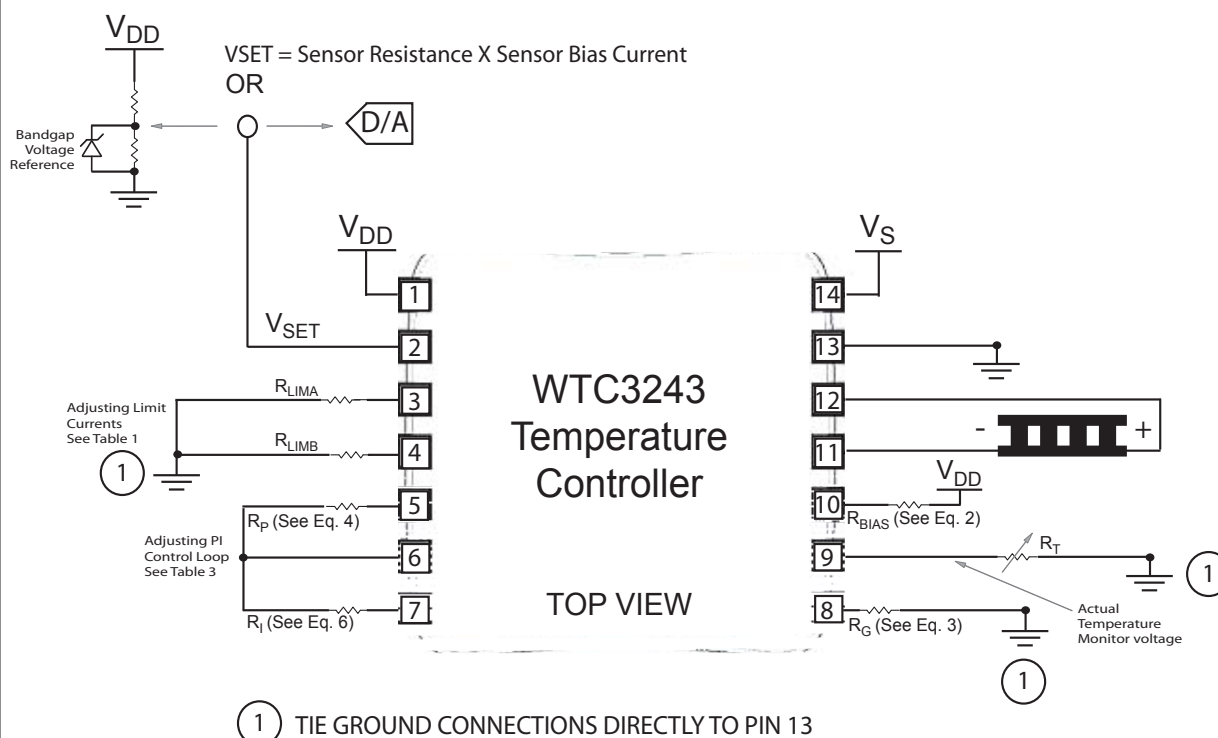 VDD
VSET = Sensor Resistance X Sensor Bias Current
OR
D/A
Bandgap
Voltage
Reference
VDD
VS
1
14
VSET
2
13
RLIMA
3
12
Adjusting Limit
Currents
See Table 1
1
RLIMB
4
WTC3243
Temperature
Controller
- +
11
VDD
5
RP (See Eq. 4)
10
RBIAS (See Eq. 2)
Adjusting PI
Control Loop
See Table 3
6
9
RT
1
7
RI (See Eq. 6)
TOP VIEW
8
RG (See Eq. 3)
1
Actual
Temperature
Monitor voltage
1 TIE GROUND CONNECTIONS DIRECTLY TO PIN 13